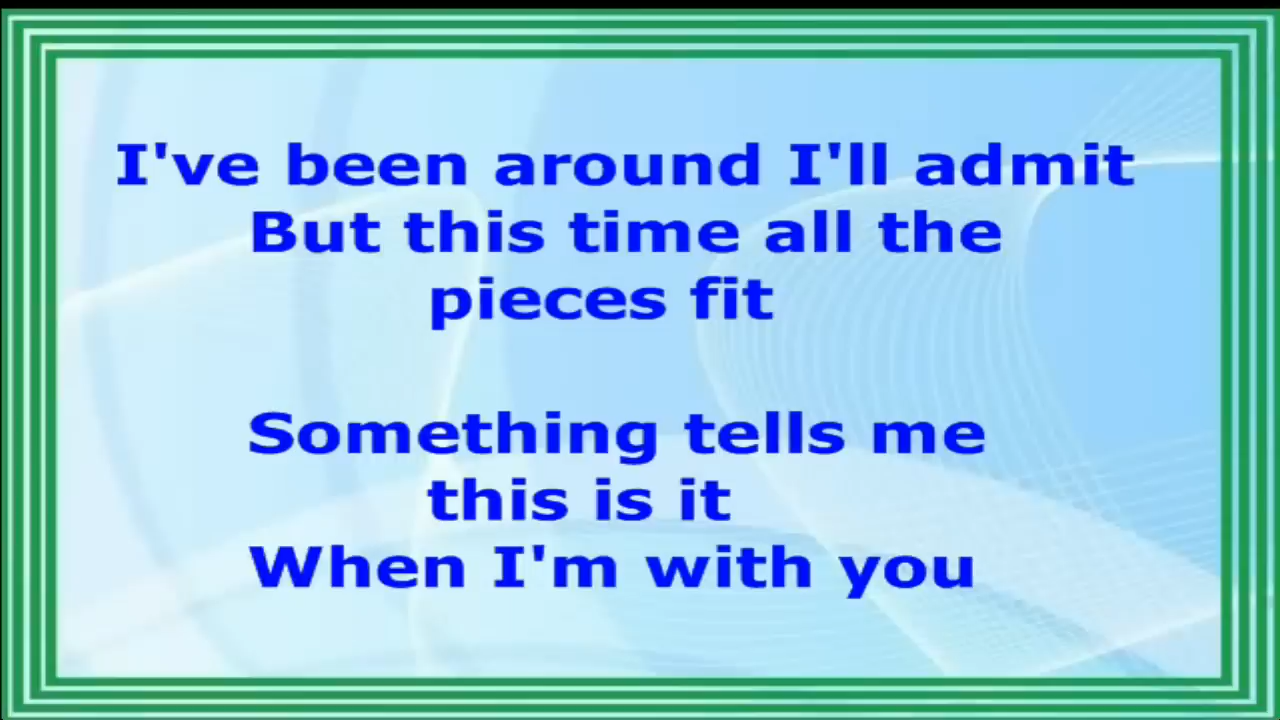 I've been around I'll admit
But this time all the
pieces fit
Something tells me
this is it
When I'm with you